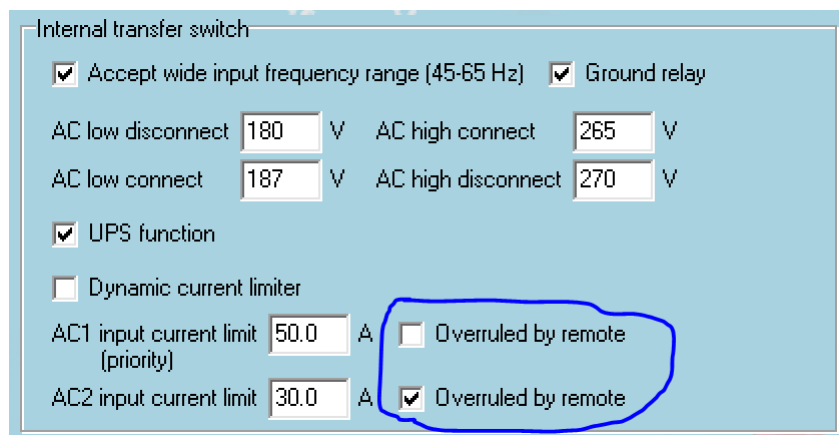 Internal transfer switch
Accept wide input frequency range (45-65 Hz) Ground relay
AC low disconnect 180 V AC high connect 265 V
AC low connect 187 V AC high disconnect 270 V
UPS function
Dynamic current limiter
AC1 input current limit 50.0 A Overruled by remote
(priority)
AC2 input current limit 30.0 A Overruled by remote